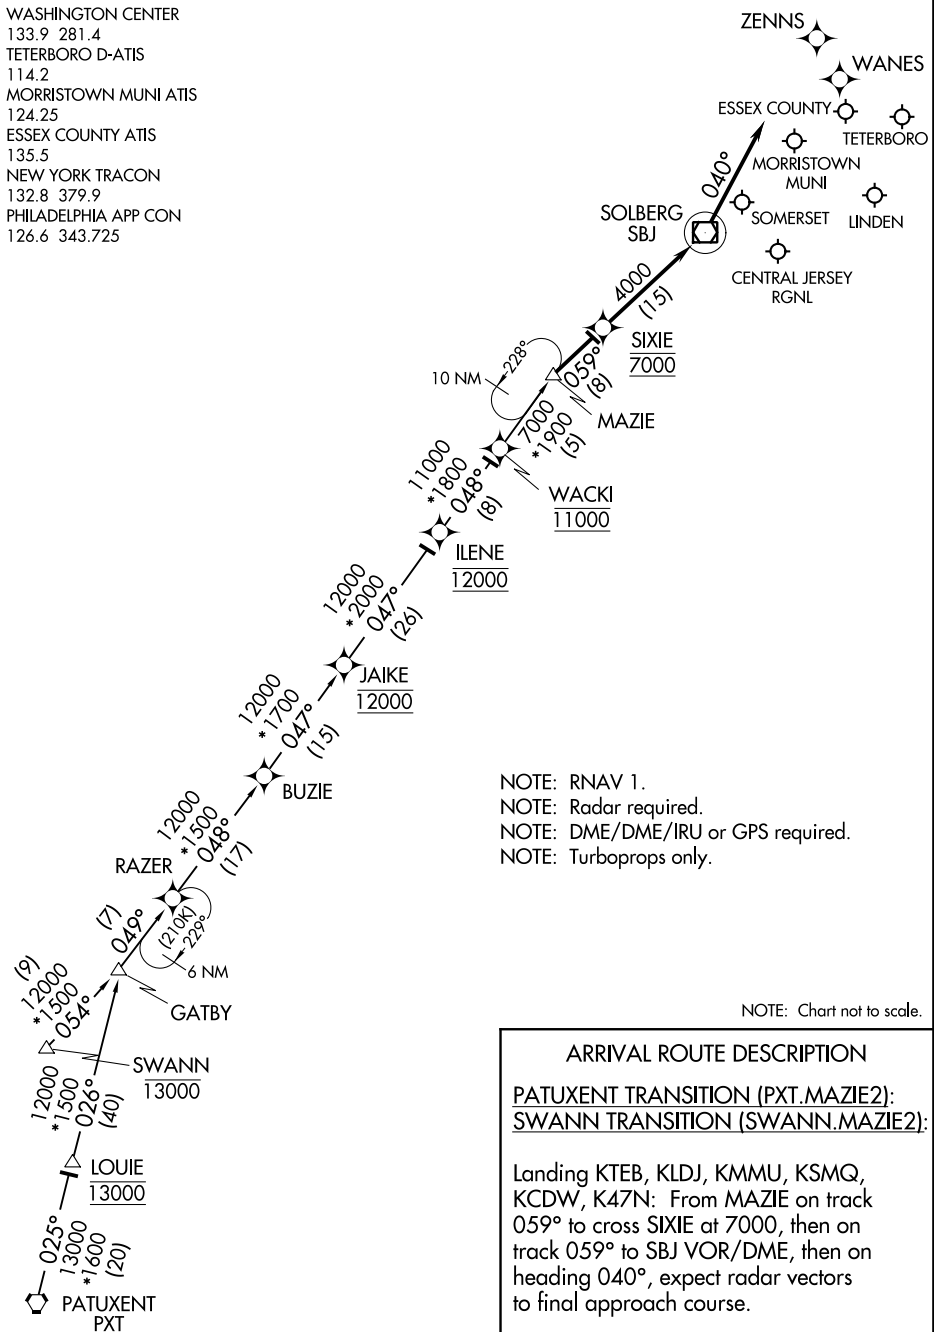 WASHINGTON CENTER
133.9 281.4
TETERBORO D-ATIS
114.2
MORRISTOWN MUNI ATIS
124.25
ESSEX COUNTY ATIS
135.5
NEW YORK TRACON
132.8 379.9
PHILADELPHIA APP CON
126.6 343.725
ZENNS
WANES
ESSEX COUNTY
TETERBORO
MORRISTOWN
MUNI
040°
SOLBERG
SBJ
SOMERSET
LINDEN
CENTRAL JERSEY
RGNL
4000
(15)
SIXIE
7000
228°
10 NM
059°
(8)
MAZIE
7000
*1900
(5)
WACKI
11000
11000
*1800
048°
(8)
ILENE
12000
12000
*2000
047°
(26)
JAIKE
12000
12000
*1700
047°
(15)
BUZIE
12000
*1500
048°
(17)
RAZER
(7)
049°
(210K)
229°
6 NM
GATBY
(9)
12000
*1500
054°
SWANN
13000
12000
*1500
026°
(40)
LOUIE
13000
025°
13000
*1600
(20)
PATUXENT
PXT
NOTE: RNAV 1.
NOTE: Radar required.
NOTE: DME/DME/IRU or GPS required.
NOTE: Turboprops only.
NOTE: Chart not to scale.
ARRIVAL ROUTE DESCRIPTION
PATUXENT TRANSITION (PXT.MAZIE2):
SWANN TRANSITION (SWANN.MAZIE2):
Landing KTEB, KLDJ, KMMU, KSMQ,
KCDW, K47N: From MAZIE on track
059° to cross SIXIE at 7000, then on
track 059° to SBJ VOR/DME, then on
heading 040°, expect radar vectors
to final approach course.